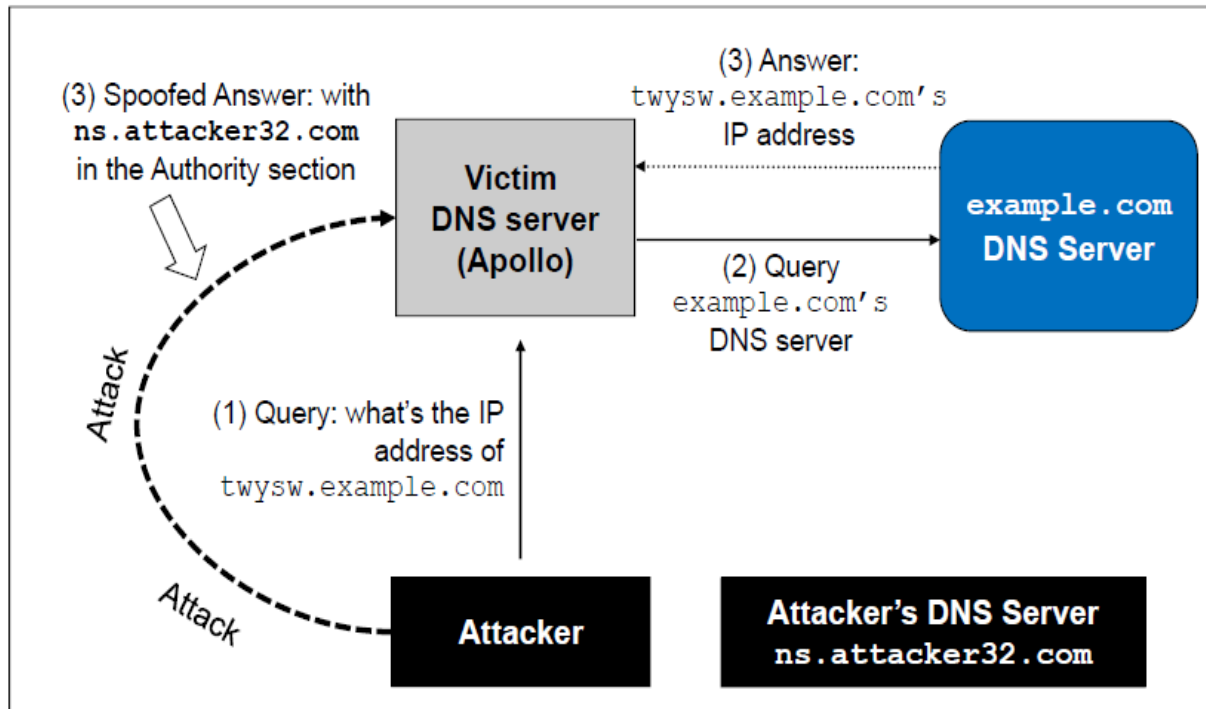 (3) Spoofed Answer: with
ns.attacker32.com
in the Authority section
(3) Answer:
twysw.example.com's
IP address
Victim
DNS server
(Apollo)
example.com
DNS Server
(2) Query
example.com's
DNS server
Attack
(1) Query: what's the IP
address of
twysw.example.com
Attack
Attacker
Attacker's DNS Server
ns.attacker32.com